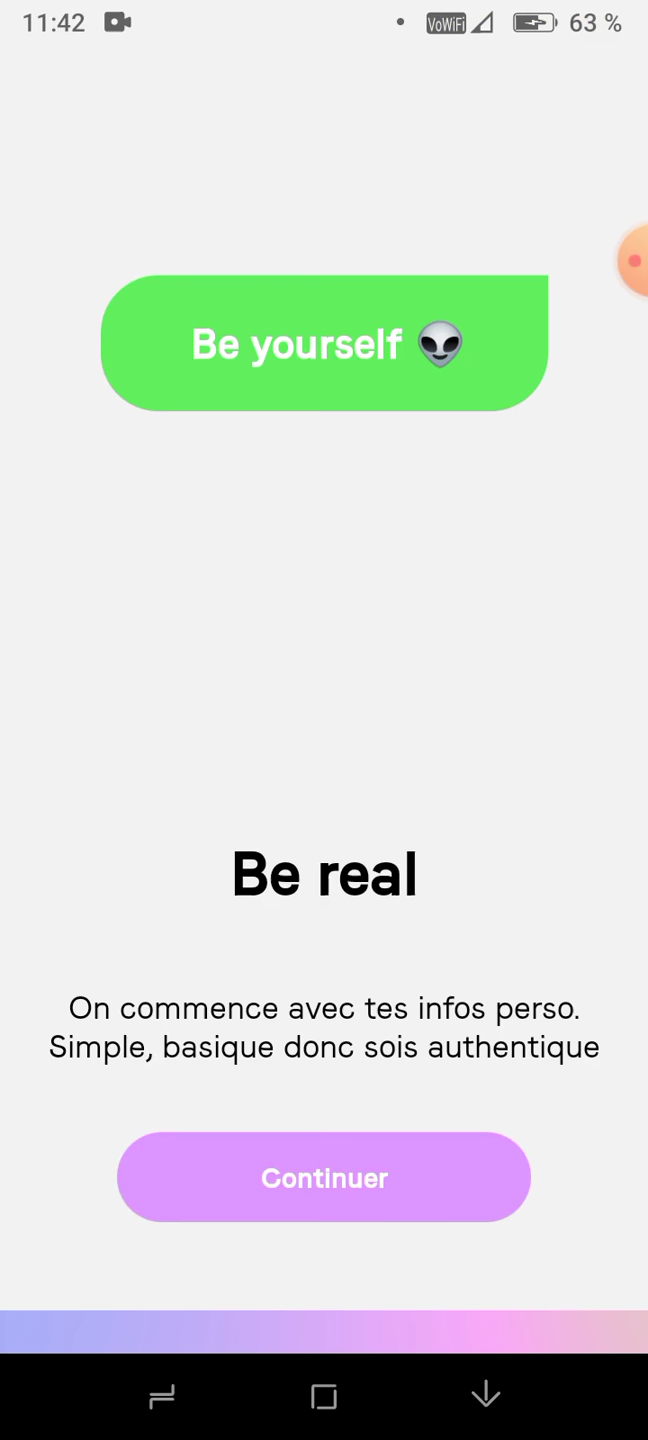 11:42 VoWiFi 63 %
Be yourself 👽
Be real
On commence avec tes infos perso.
Simple, basique donc sois authentique
Continuer